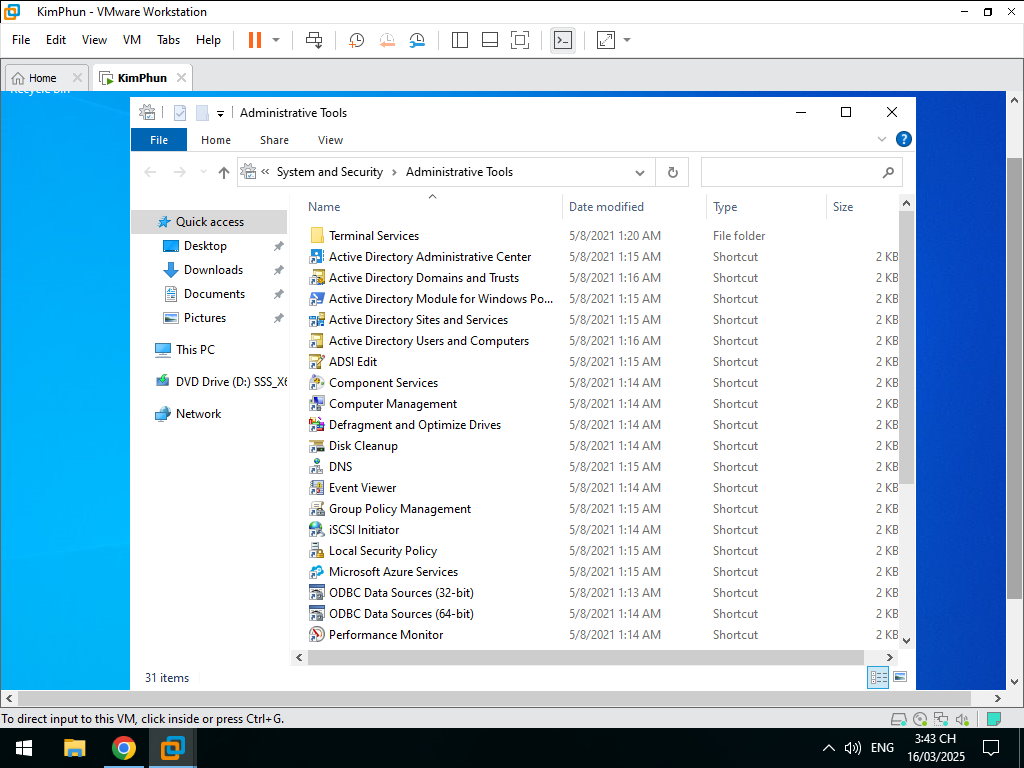 KimPhun - VMware Workstation
File Edit View VM Tabs Help
Home KimPhun
Recycle Bin
Administrative Tools
File Home Share View
« System and Security › Administrative Tools
Name Date modified Type Size
Quick access
Desktop
Downloads
Documents
Pictures
This PC
DVD Drive (D:) SSS_X6
Network
Terminal Services 5/8/2021 1:20 AM File folder
Active Directory Administrative Center 5/8/2021 1:15 AM Shortcut 2 KB
Active Directory Domains and Trusts 5/8/2021 1:16 AM Shortcut 2 KB
Active Directory Module for Windows Po... 5/8/2021 1:15 AM Shortcut 2 KB
Active Directory Sites and Services 5/8/2021 1:15 AM Shortcut 2 KB
Active Directory Users and Computers 5/8/2021 1:16 AM Shortcut 2 KB
ADSI Edit 5/8/2021 1:15 AM Shortcut 2 KB
Component Services 5/8/2021 1:14 AM Shortcut 2 KB
Computer Management 5/8/2021 1:14 AM Shortcut 2 KB
Defragment and Optimize Drives 5/8/2021 1:14 AM Shortcut 2 KB
Disk Cleanup 5/8/2021 1:14 AM Shortcut 2 KB
DNS 5/8/2021 1:15 AM Shortcut 2 KB
Event Viewer 5/8/2021 1:14 AM Shortcut 2 KB
Group Policy Management 5/8/2021 1:15 AM Shortcut 2 KB
iSCSI Initiator 5/8/2021 1:14 AM Shortcut 2 KB
Local Security Policy 5/8/2021 1:15 AM Shortcut 2 KB
Microsoft Azure Services 5/8/2021 1:15 AM Shortcut 2 KB
ODBC Data Sources (32-bit) 5/8/2021 1:13 AM Shortcut 2 KB
ODBC Data Sources (64-bit) 5/8/2021 1:14 AM Shortcut 2 KB
Performance Monitor 5/8/2021 1:14 AM Shortcut 2 KB
31 items
To direct input to this VM, click inside or press Ctrl+G.
ENG
3:43 CH
16/03/2025